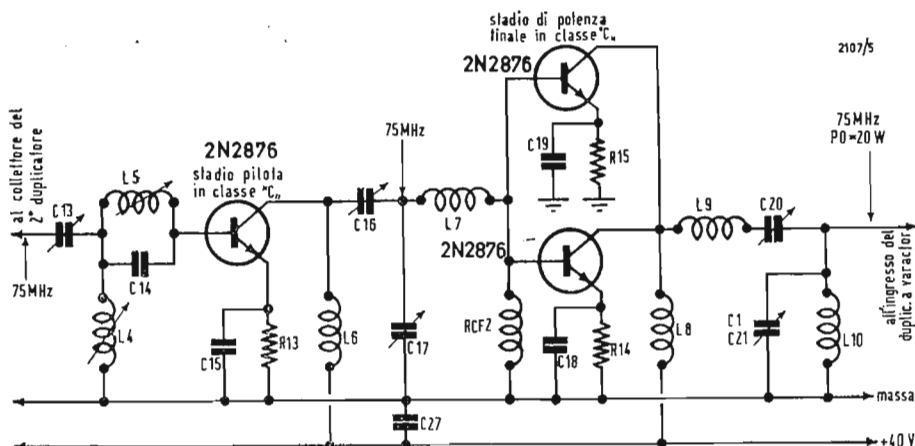 stadio di potenza
finale in classe "C"
2N2876
2107/5
al collettore del
2° duplicatore
75MHz
C13
L5
C14
L4
2N2876
stadio pilota
in classe "C"
C15
R13
L6
75MHz
C16
C17
C27
L7
C19
R15
2N2876
RCF2
C18
R14
L8
L9
C20
75MHz
PO=20W
C1
C21
L10
all'ingresso del
duplic. a varactor
massa
+40V